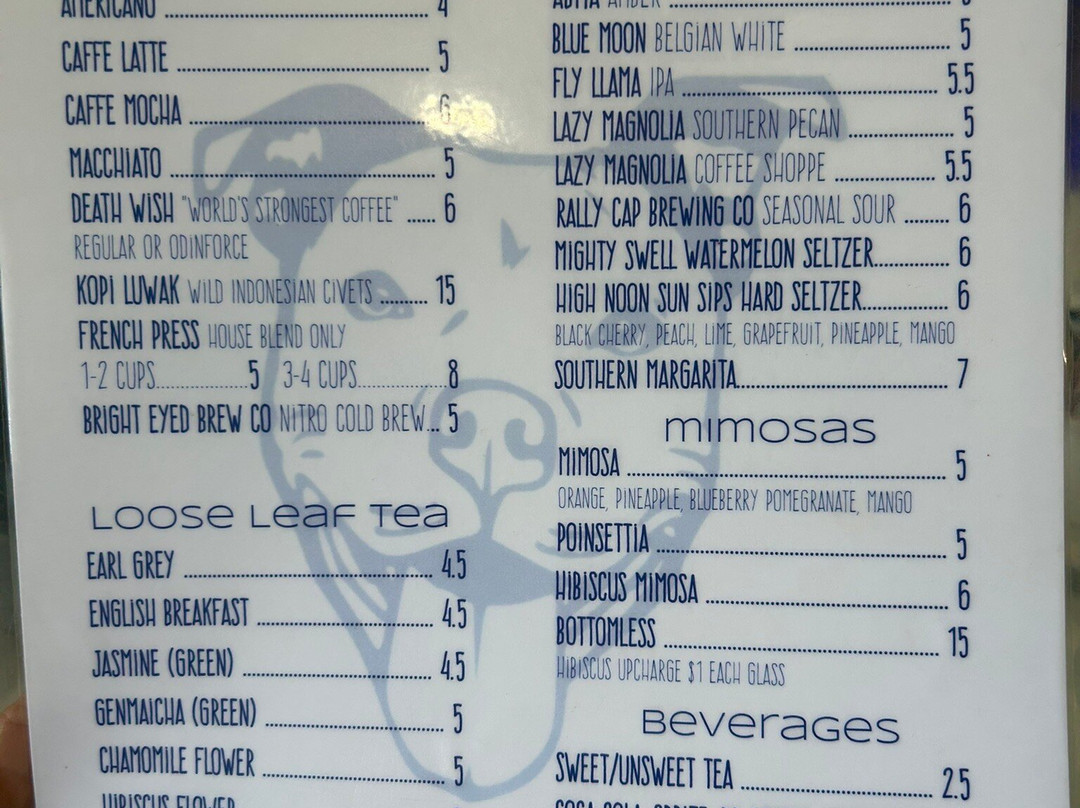 AMERICANO 4
CAFFE LATTE 5
CAFFE MOCHA 6
MACCHIATO 5
DEATH WISH "WORLD'S STRONGEST COFFEE" 6
REGULAR OR ODINFORCE
KOPI LUWAK WILD INDONESIAN CIVETS 15
FRENCH PRESS HOUSE BLEND ONLY
1-2 CUPS 5 3-4 CUPS 8
BRIGHT EYED BREW CO NITRO COLD BREW 5
Loose Leaf Tea
EARL GREY 4.5
ENGLISH BREAKFAST 4.5
JASMINE (GREEN) 4.5
GENMAICHA (GREEN) 5
CHAMOMILE FLOWER 5
HIBISCUS FLOWER
ABITA AMBER
BLUE MOON BELGIAN WHITE 5
FLY LLAMA IPA 5.5
LAZY MAGNOLIA SOUTHERN PECAN 5
LAZY MAGNOLIA COFFEE SHOPPE 5.5
RALLY CAP BREWING CO SEASONAL SOUR 6
MIGHTY SWELL WATERMELON SELTZER 6
HIGH NOON SUN SIPS HARD SELTZER 6
BLACK CHERRY, PEACH, LIME, GRAPEFRUIT, PINEAPPLE, MANGO
SOUTHERN MARGARITA 7
mimosas
MIMOSA 5
ORANGE, PINEAPPLE, BLUEBERRY POMEGRANATE, MANGO
POINSETTIA 5
HIBISCUS MIMOSA 6
BOTTOMLESS 15
HIBISCUS UPCHARGE $1 EACH GLASS
Beverages
SWEET/UNSWEET TEA 2.5